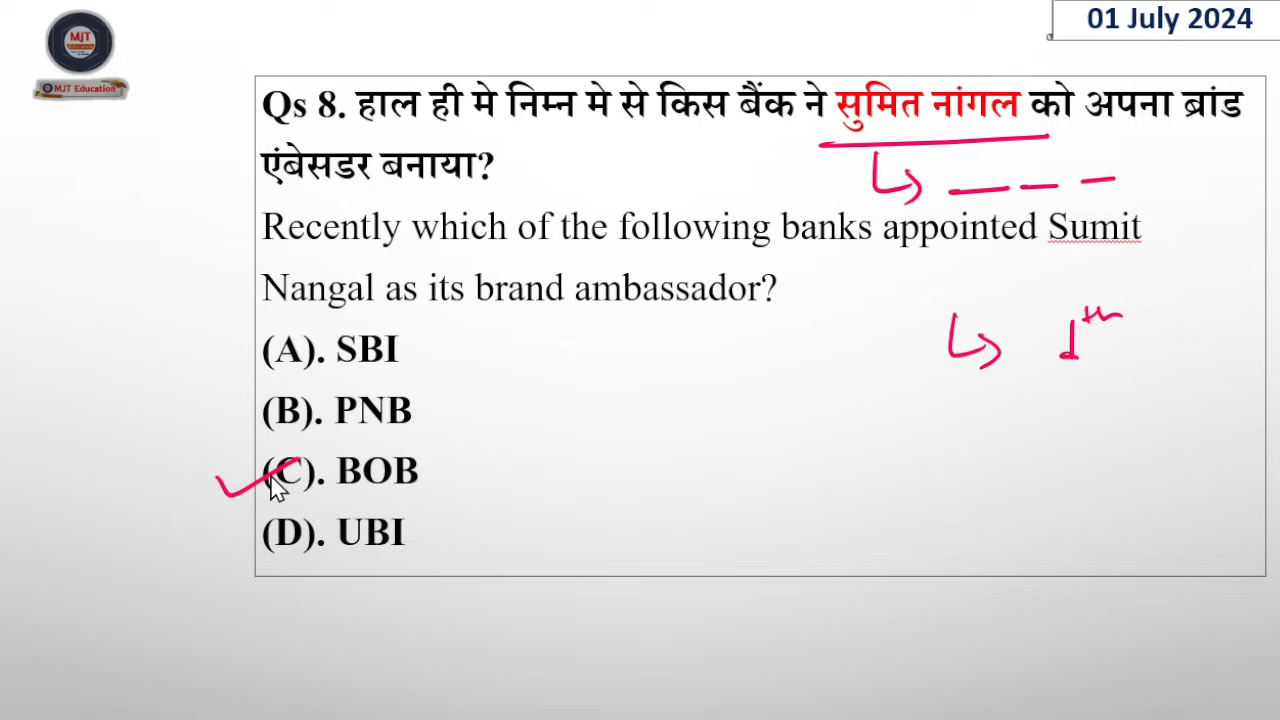 01 July 2024
MJT
MJT Education
Qs 8. हाल ही मे निम्न मे से किस बैंक ने सुमित नांगल को अपना ब्रांड
एंबेसडर बनाया?
Recently which of the following banks appointed Sumit
Nangal as its brand ambassador?
1th
(A). SBI
(B). PNB
(C). BOB
(D). UBI